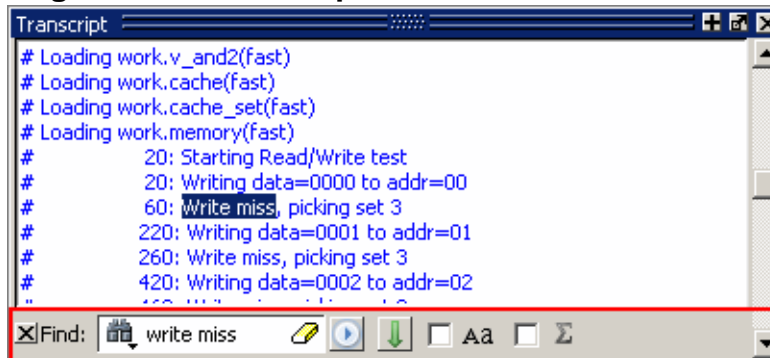 Transcript
# Loading work.v_and2(fast)
# Loading work.cache(fast)
# Loading work.cache_set(fast)
# Loading work.memory(fast)
# 20: Starting Read/Write test
# 20: Writing data=0000 to addr=00
# 60: Write miss, picking set 3
# 220: Writing data=0001 to addr=01
# 260: Write miss, picking set 3
# 420: Writing data=0002 to addr=02
Find: write miss Aa Σ